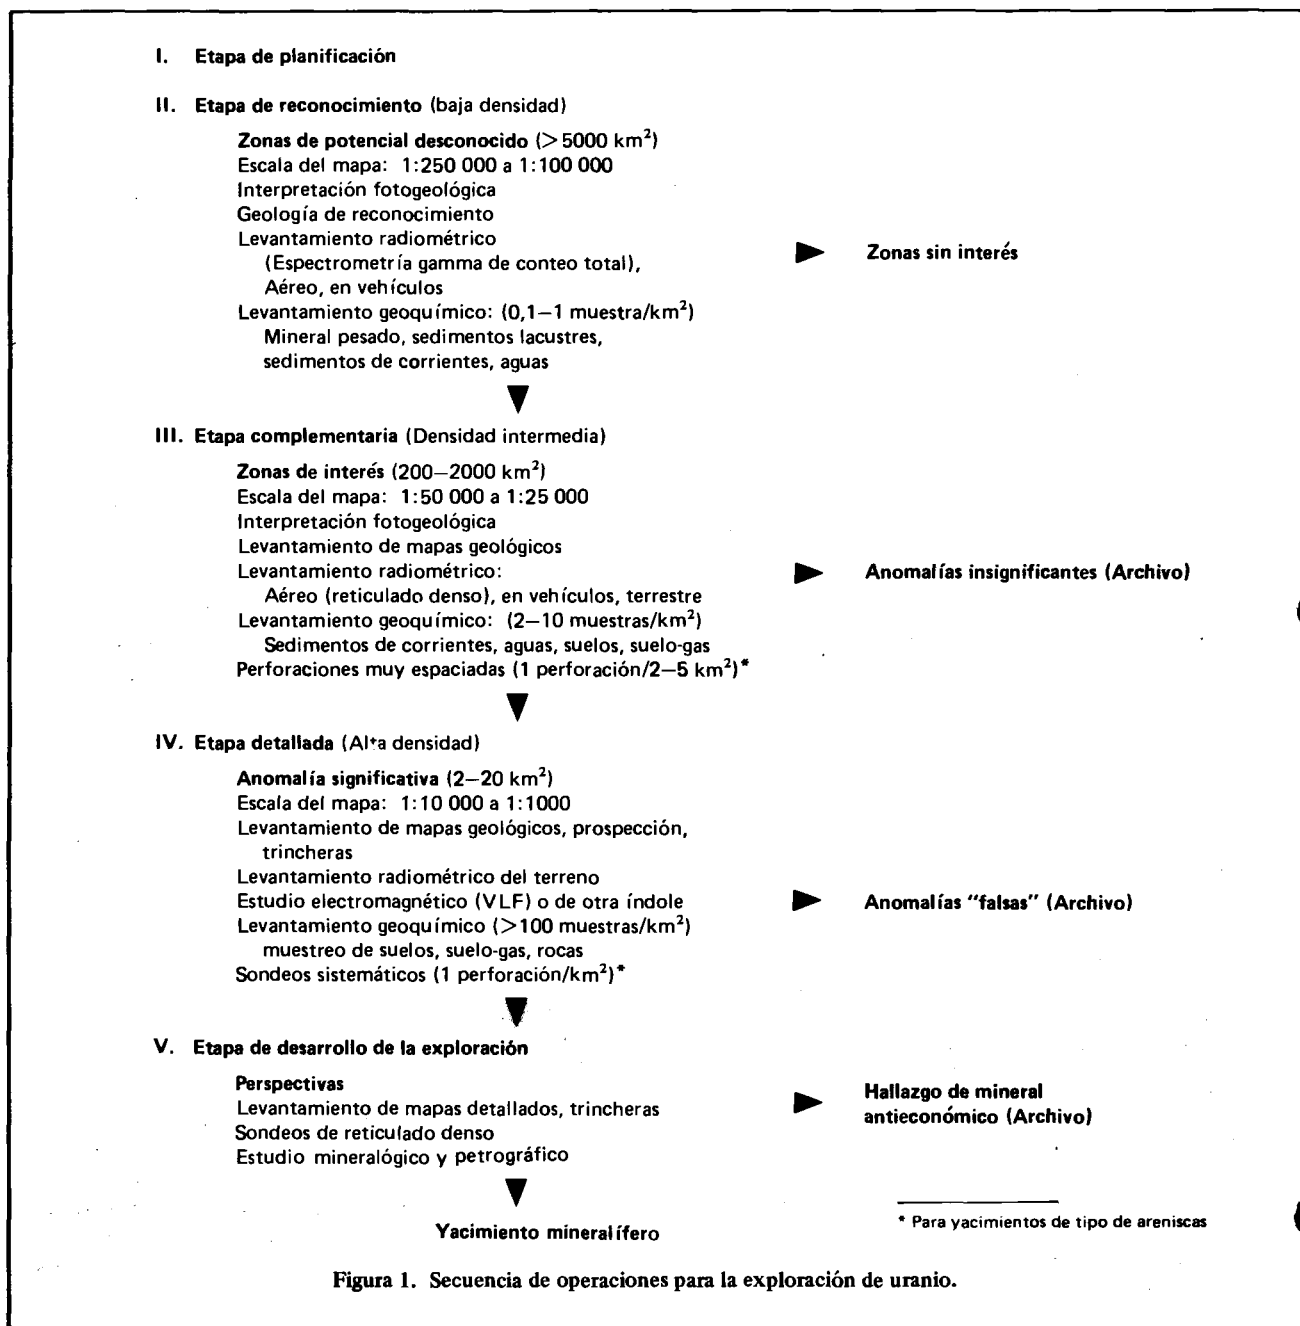 I. Etapa de planificación
II. Etapa de reconocimiento (baja densidad)
Zonas de potencial desconocido (> 5000 km²)
Escala del mapa: 1:250 000 a 1:100 000
Interpretación fotogeológica
Geología de reconocimiento
Levantamiento radiométrico
(Espectrometría gamma de conteo total),
Aéreo, en vehículos
Levantamiento geoquímico: (0,1—1 muestra/km²)
Mineral pesado, sedimentos lacustres,
sedimentos de corrientes, aguas
Zonas sin interés
III. Etapa complementaria (Densidad intermedia)
Zonas de interés (200—2000 km²)
Escala del mapa: 1:50 000 a 1:25 000
Interpretación fotogeológica
Levantamiento de mapas geológicos
Levantamiento radiométrico:
Aéreo (reticulado denso), en vehículos, terrestre
Levantamiento geoquímico: (2—10 muestras/km²)
Sedimentos de corrientes, aguas, suelos, suelo-gas
Perforaciones muy espaciadas (1 perforación/2—5 km²)*
Anomalías insignificantes (Archivo)
IV. Etapa detallada (Alta densidad)
Anomalía significativa (2—20 km²)
Escala del mapa: 1:10 000 a 1:1000
Levantamiento de mapas geológicos, prospección,
trincheras
Levantamiento radiométrico del terreno
Estudio electromagnético (VLF) o de otra índole
Levantamiento geoquímico (>100 muestras/km²)
muestreo de suelos, suelo-gas, rocas
Sondeos sistemáticos (1 perforación/km²)*
Anomalías "falsas" (Archivo)
V. Etapa de desarrollo de la exploración
Perspectivas
Levantamiento de mapas detallados, trincheras
Sondeos de reticulado denso
Estudio mineralógico y petrográfico
Hallazgo de mineral
antieconómico (Archivo)
Yacimiento mineralífero
* Para yacimientos de tipo de areniscas
Figura 1. Secuencia de operaciones para la exploración de uranio.